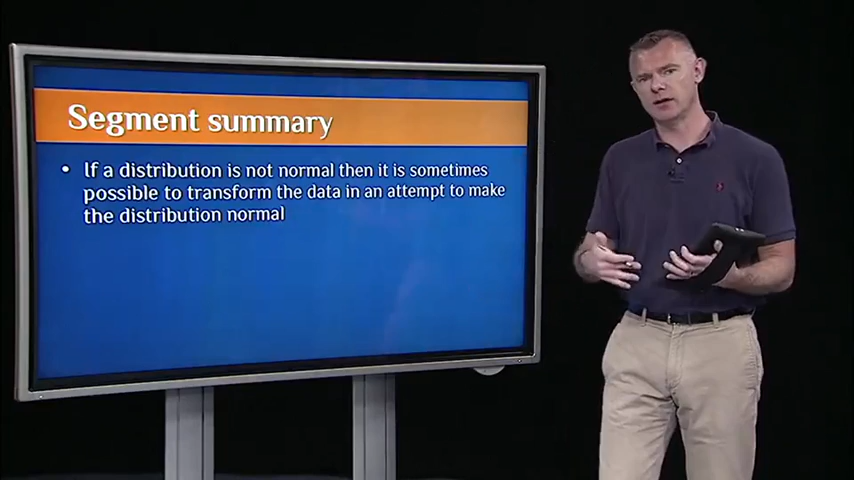 Segment summary
• If a distribution is not normal then it is sometimes
possible to transform the data in an attempt to make
the distribution normal